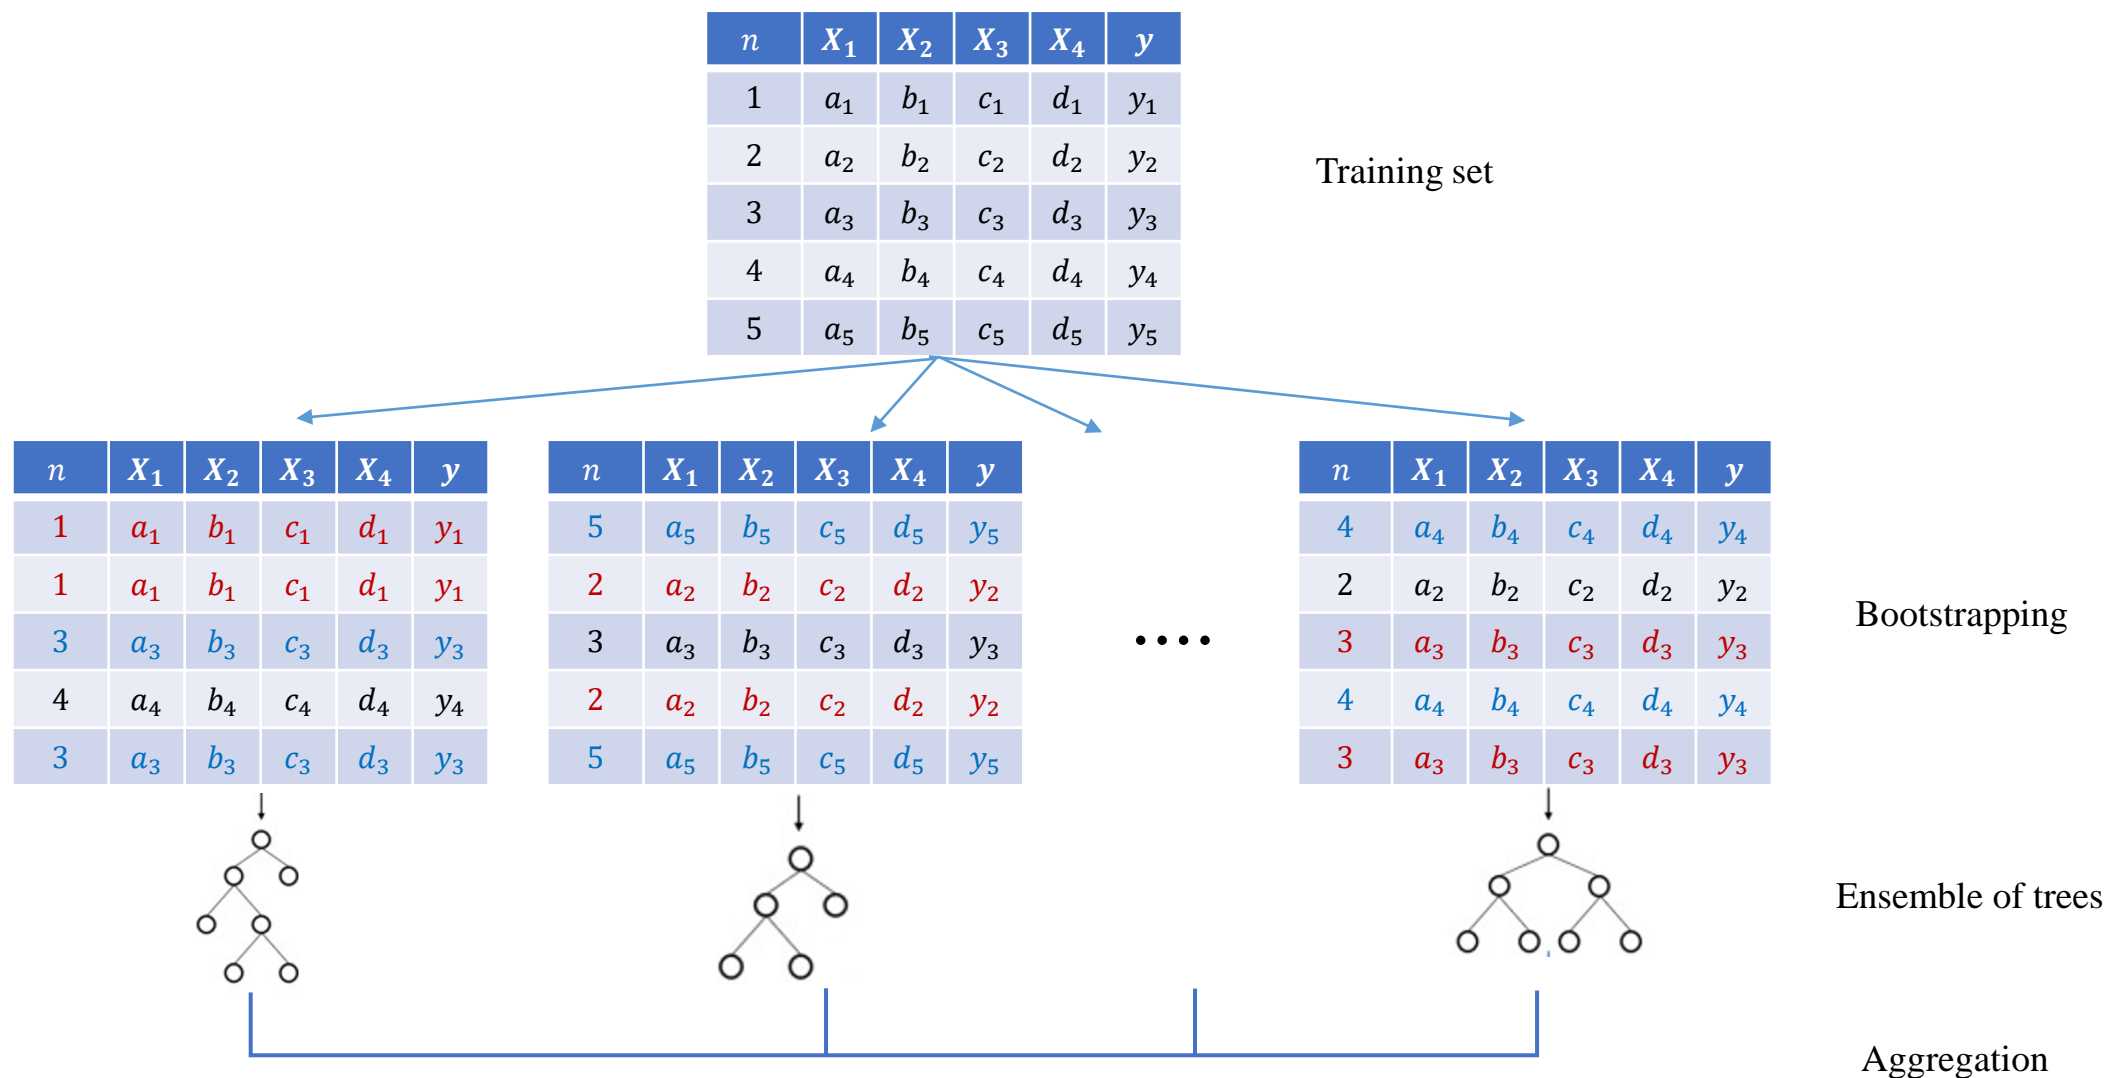 n X₁ X₂ X₃ X₄ y
1 a₁ b₁ c₁ d₁ y₁
2 a₂ b₂ c₂ d₂ y₂
3 a₃ b₃ c₃ d₃ y₃
4 a₄ b₄ c₄ d₄ y₄
5 a₅ b₅ c₅ d₅ y₅
Training set
n X₁ X₂ X₃ X₄ y
1 a₁ b₁ c₁ d₁ y₁
1 a₁ b₁ c₁ d₁ y₁
3 a₃ b₃ c₃ d₃ y₃
4 a₄ b₄ c₄ d₄ y₄
3 a₃ b₃ c₃ d₃ y₃
n X₁ X₂ X₃ X₄ y
5 a₅ b₅ c₅ d₅ y₅
2 a₂ b₂ c₂ d₂ y₂
3 a₃ b₃ c₃ d₃ y₃
2 a₂ b₂ c₂ d₂ y₂
5 a₅ b₅ c₅ d₅ y₅
....
n X₁ X₂ X₃ X₄ y
4 a₄ b₄ c₄ d₄ y₄
2 a₂ b₂ c₂ d₂ y₂
3 a₃ b₃ c₃ d₃ y₃
4 a₄ b₄ c₄ d₄ y₄
3 a₃ b₃ c₃ d₃ y₃
Bootstrapping
Ensemble of trees
Aggregation